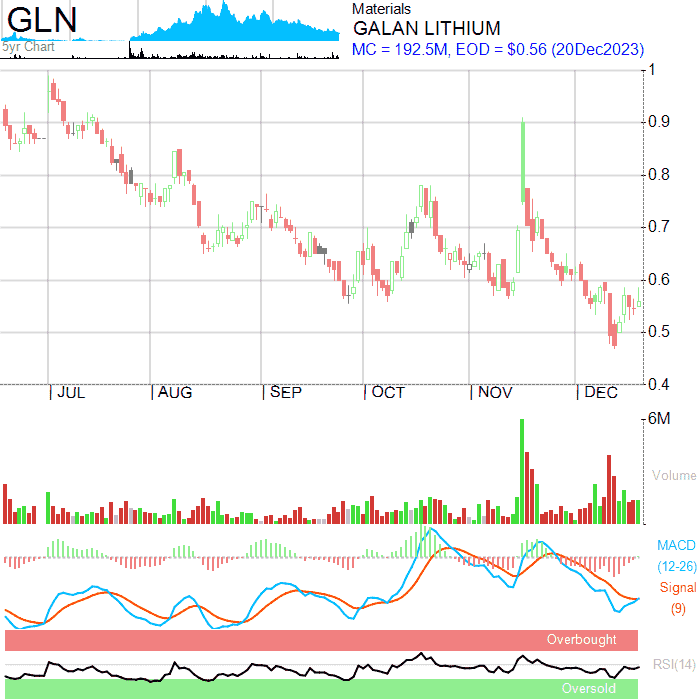 GLN
5yr Chart
Materials
GALAN LITHIUM
MC = 192.5M, EOD = $0.56 (20Dec2023)
1
0.9
0.8
0.7
0.6
0.5
0.4
JUL AUG SEP OCT NOV DEC
6M
Volume
MACD
(12-26)
Signal
(9)
Overbought
RSI(14)
Oversold